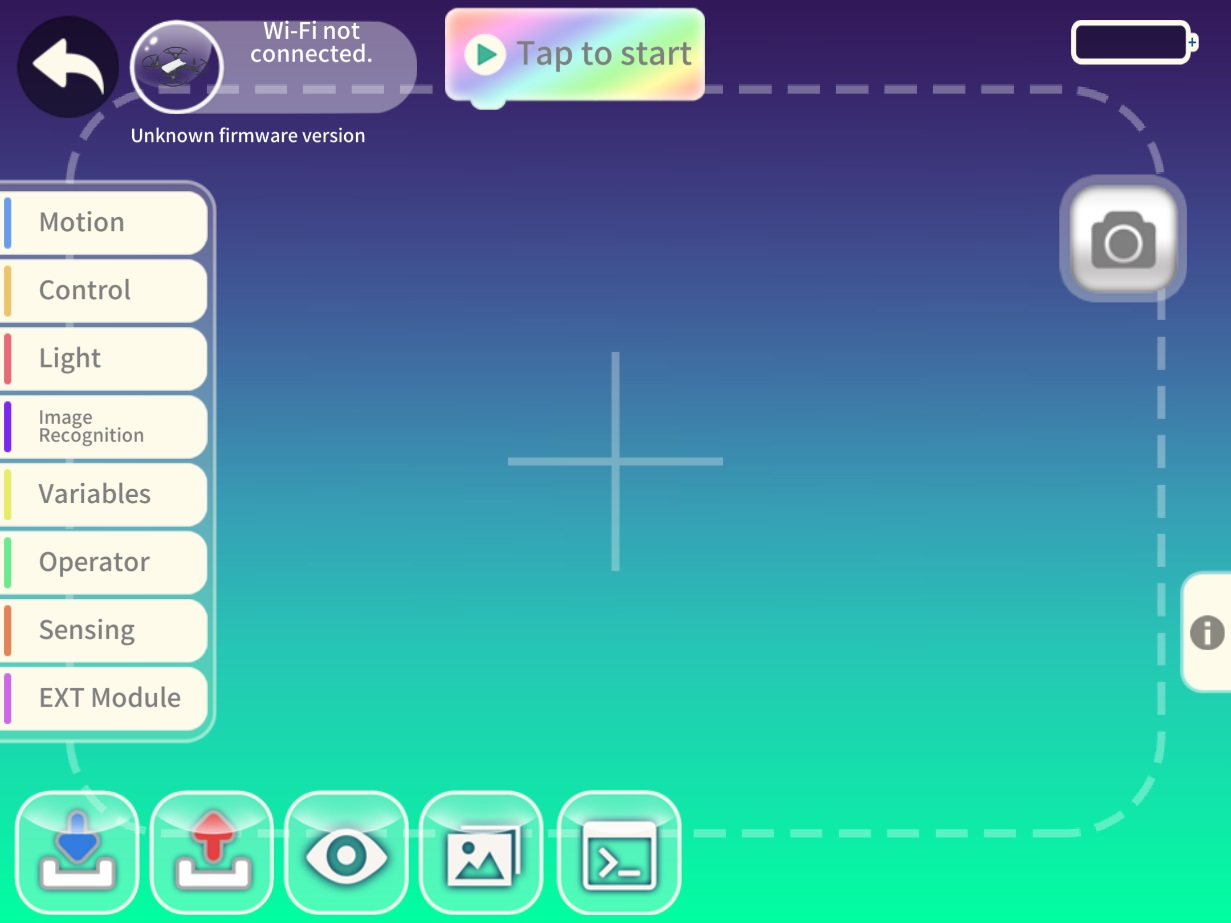 Wi-Fi not
connected.
Tap to start
Unknown firmware version
Motion
Control
Light
Image
Recognition
Variables
Operator
Sensing
EXT Module